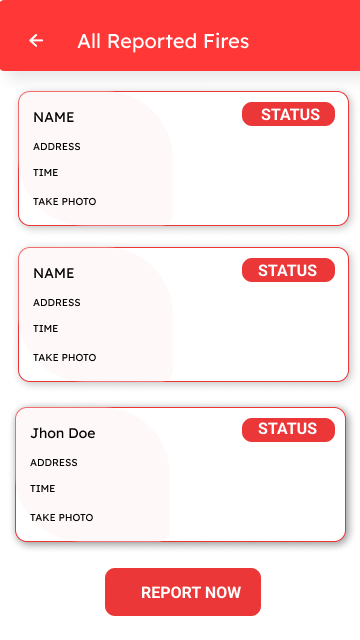 All Reported Fires
NAME
STATUS
ADDRESS
TIME
TAKE PHOTO
NAME
STATUS
ADDRESS
TIME
TAKE PHOTO
Jhon Doe
STATUS
ADDRESS
TIME
TAKE PHOTO
REPORT NOW